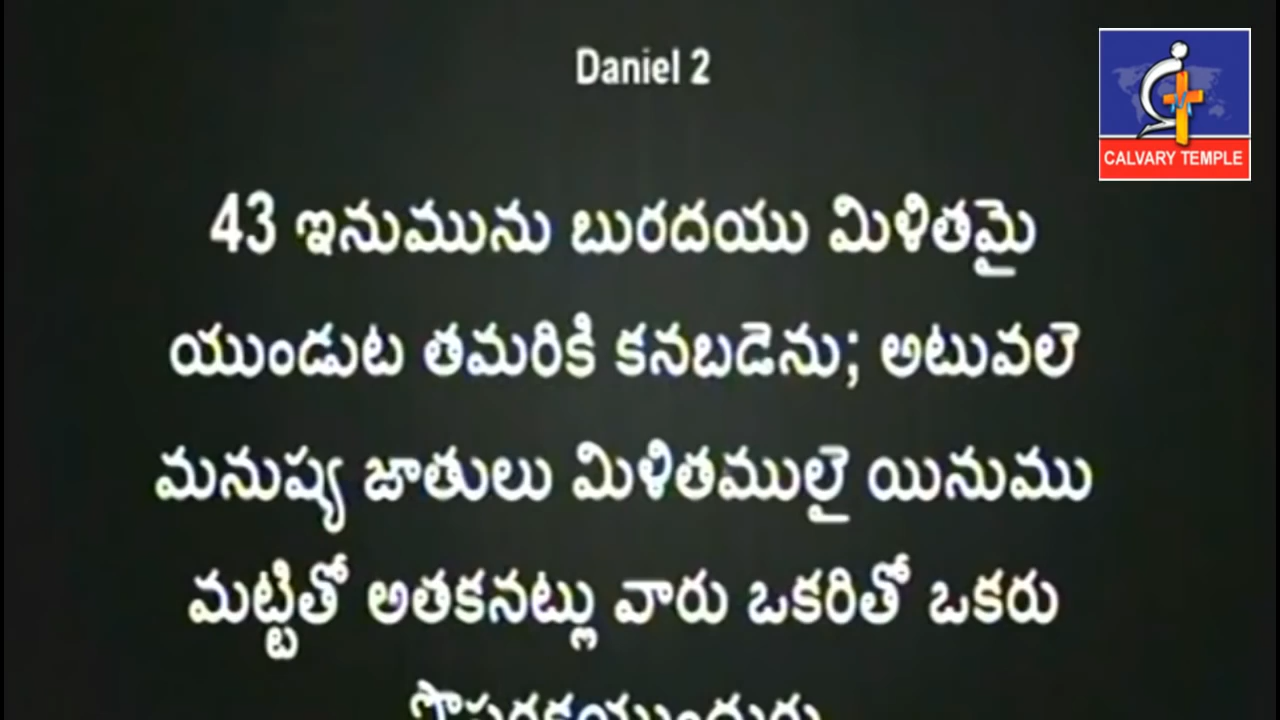 Daniel 2
CALVARY TEMPLE
43 ఇనుమును బురదయు మిళితమై
యుండుట తమరికి కనబడెను; అటువలె
మనుష్య జాతులు మిళితములై యినుము
మట్టితో అతకనట్లు వారు ఒకరితో ఒకరు